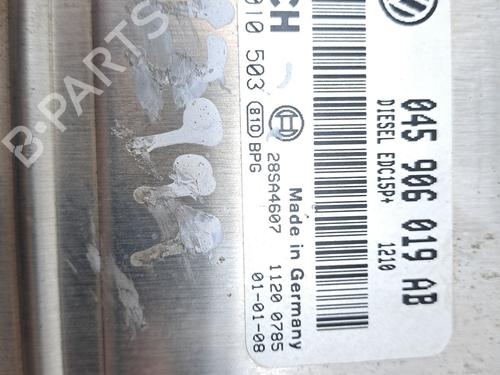 CH
010 503 81D BPG
28SA4607
Made in Germany
1120 0785
01-01-08
045 906 019 AB
DIESEL EDC15P+ 1210
B-PARTS